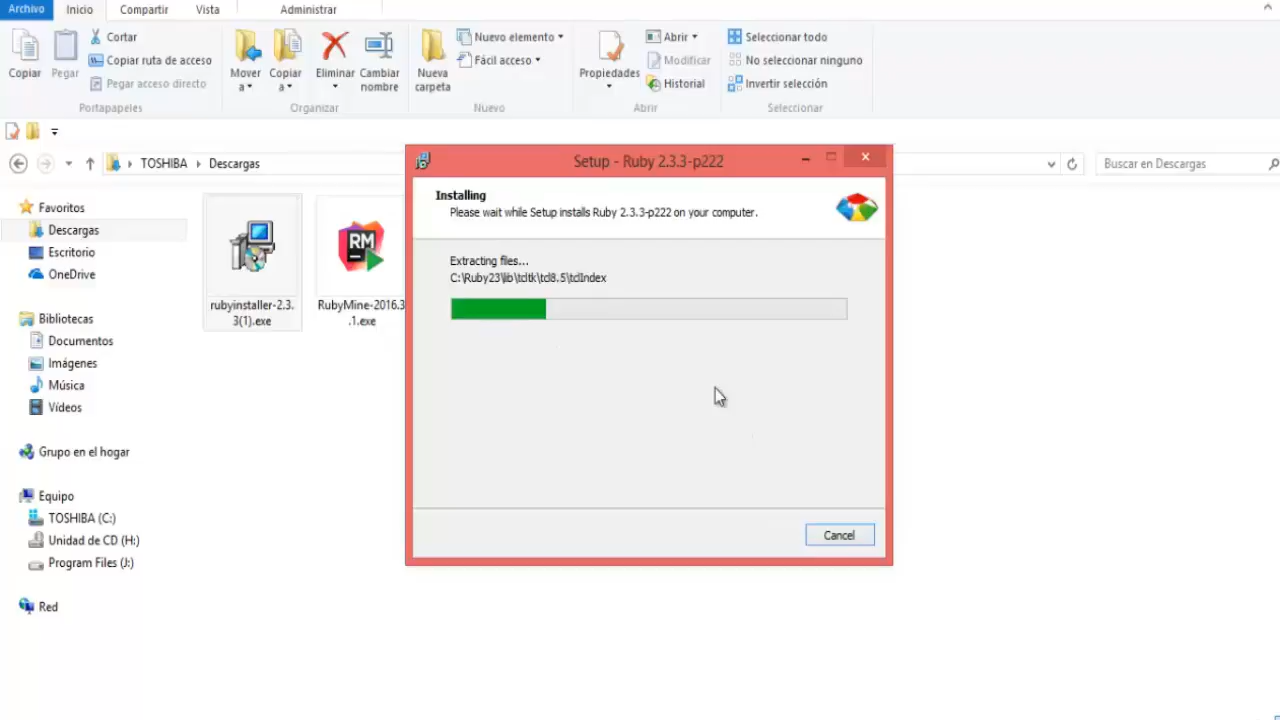 Archivo Inicio Compartir Vista Administrar
Copiar
Pegar
Cortar
Copiar ruta de acceso
Pegar acceso directo
Portapapeles
Mover a
Copiar a
Eliminar
Cambiar nombre
Organizar
Nueva carpeta
Nuevo elemento
Fácil acceso
Nuevo
Propiedades
Abrir
Modificar
Historial
Abrir
Seleccionar todo
No seleccionar ninguno
Invertir selección
Seleccionar
TOSHIBA Descargas
Buscar en Descargas
Favoritos
Descargas
Escritorio
OneDrive
Bibliotecas
Documentos
Imágenes
Música
Vídeos
Grupo en el hogar
Equipo
TOSHIBA (C:)
Unidad de CD (H:)
Program Files (J:)
Red
rubyinstaller-2.3.
3(1).exe
RM
RubyMine-2016.3
.1.exe
Setup - Ruby 2.3.3-p222
Installing
Please wait while Setup installs Ruby 2.3.3-p222 on your computer.
Extracting files...
C:\Ruby23\lib\tcltk\tcl8.5\tclIndex
Cancel